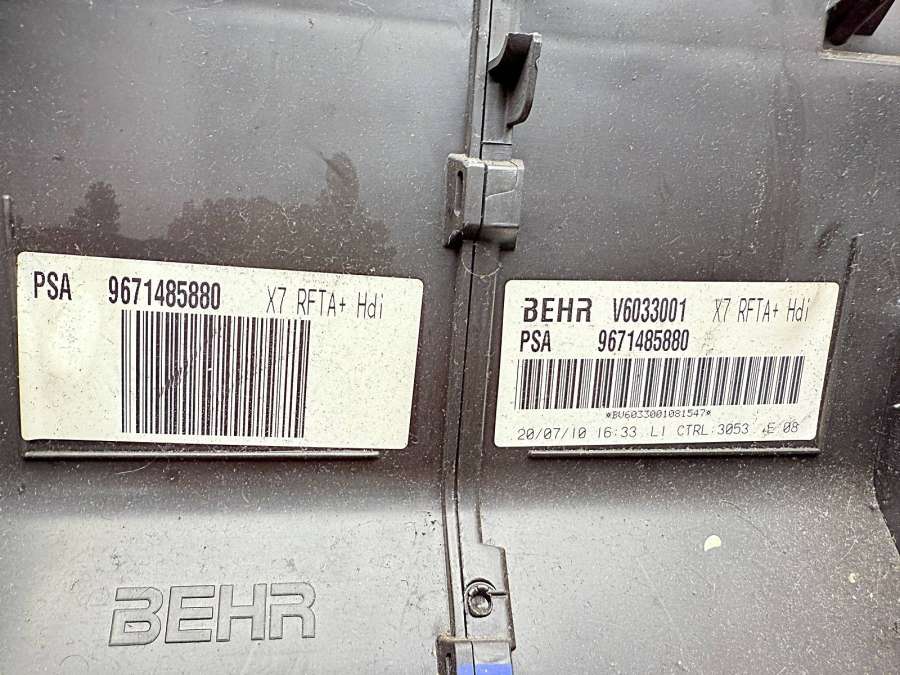 PSA 9671485880 X7 RFTA+ Hdi
BEHR V6033001 X7 RFTA+ Hdi
PSA 9671485880
*BV6033001081547*
20/07/10 16:33 L1 CTRL 3053 E 08
BEHR